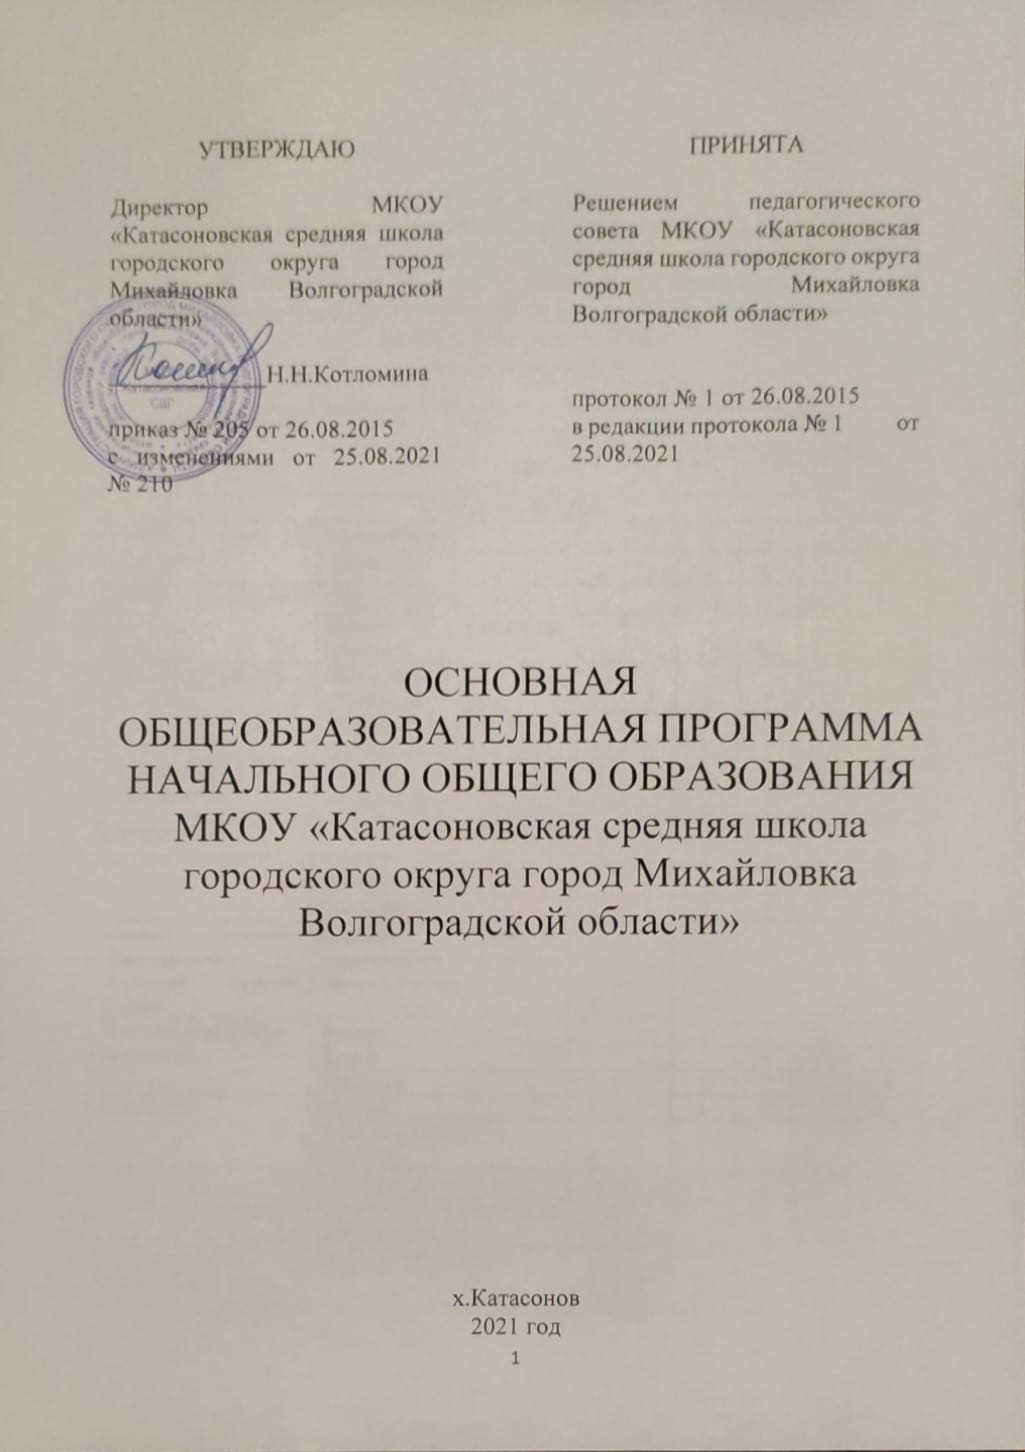 УТВЕРЖДАЮ
Директор МКОУ
«Катасоновская средняя школа
городского округа город
Михайловка Волгоградской
области»
Н.Н.Котломина
приказ № 205 от 26.08.2015
с изменениями от 25.08.2021
№ 210
ПРИНЯТА
Решением педагогического
совета МКОУ «Катасоновская
средняя школа городского округа
город Михайловка
Волгоградской области»
протокол № 1 от 26.08.2015
в редакции протокола № 1 от
25.08.2021
ОСНОВНАЯ
ОБЩЕОБРАЗОВАТЕЛЬНАЯ ПРОГРАММА
НАЧАЛЬНОГО ОБЩЕГО ОБРАЗОВАНИЯ
МКОУ «Катасоновская средняя школа
городского округа город Михайловка
Волгоградской области»
х.Катасонов
2021 год
1